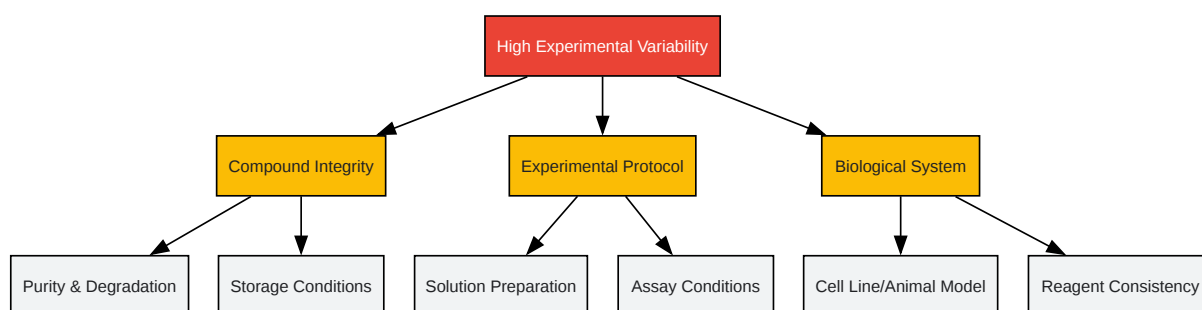 High Experimental Variability
Compound Integrity
Experimental Protocol
Biological System
Purity & Degradation
Storage Conditions
Solution Preparation
Assay Conditions
Cell Line/Animal Model
Reagent Consistency